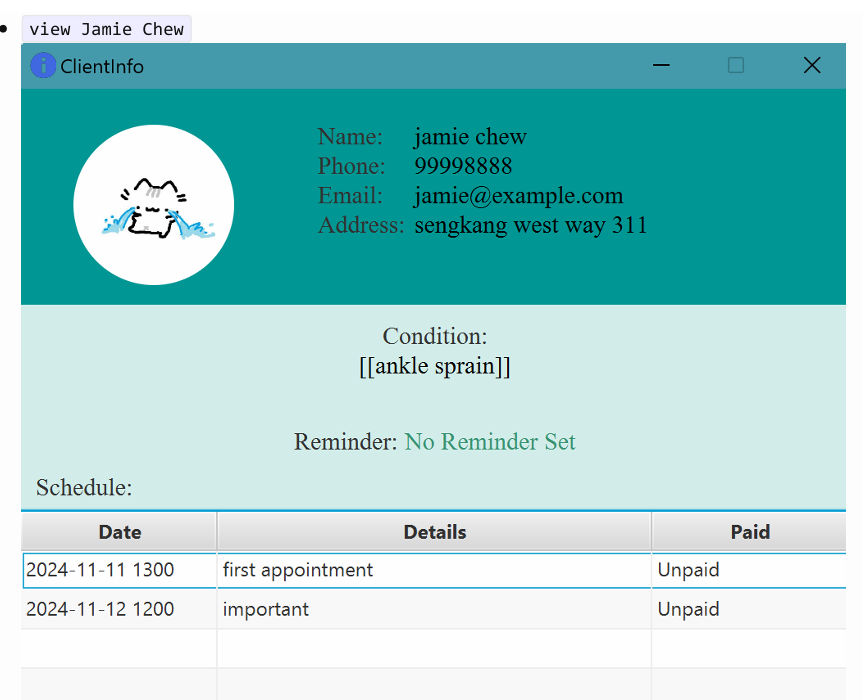 view Jamie Chew
ClientInfo
Name: jamie chew
Phone: 99998888
Email: jamie@example.com
Address: sengkang west way 311
Condition:
[[ankle sprain]]
Reminder: No Reminder Set
Schedule:
Date Details Paid
2024-11-11 1300 first appointment Unpaid
2024-11-12 1200 important Unpaid